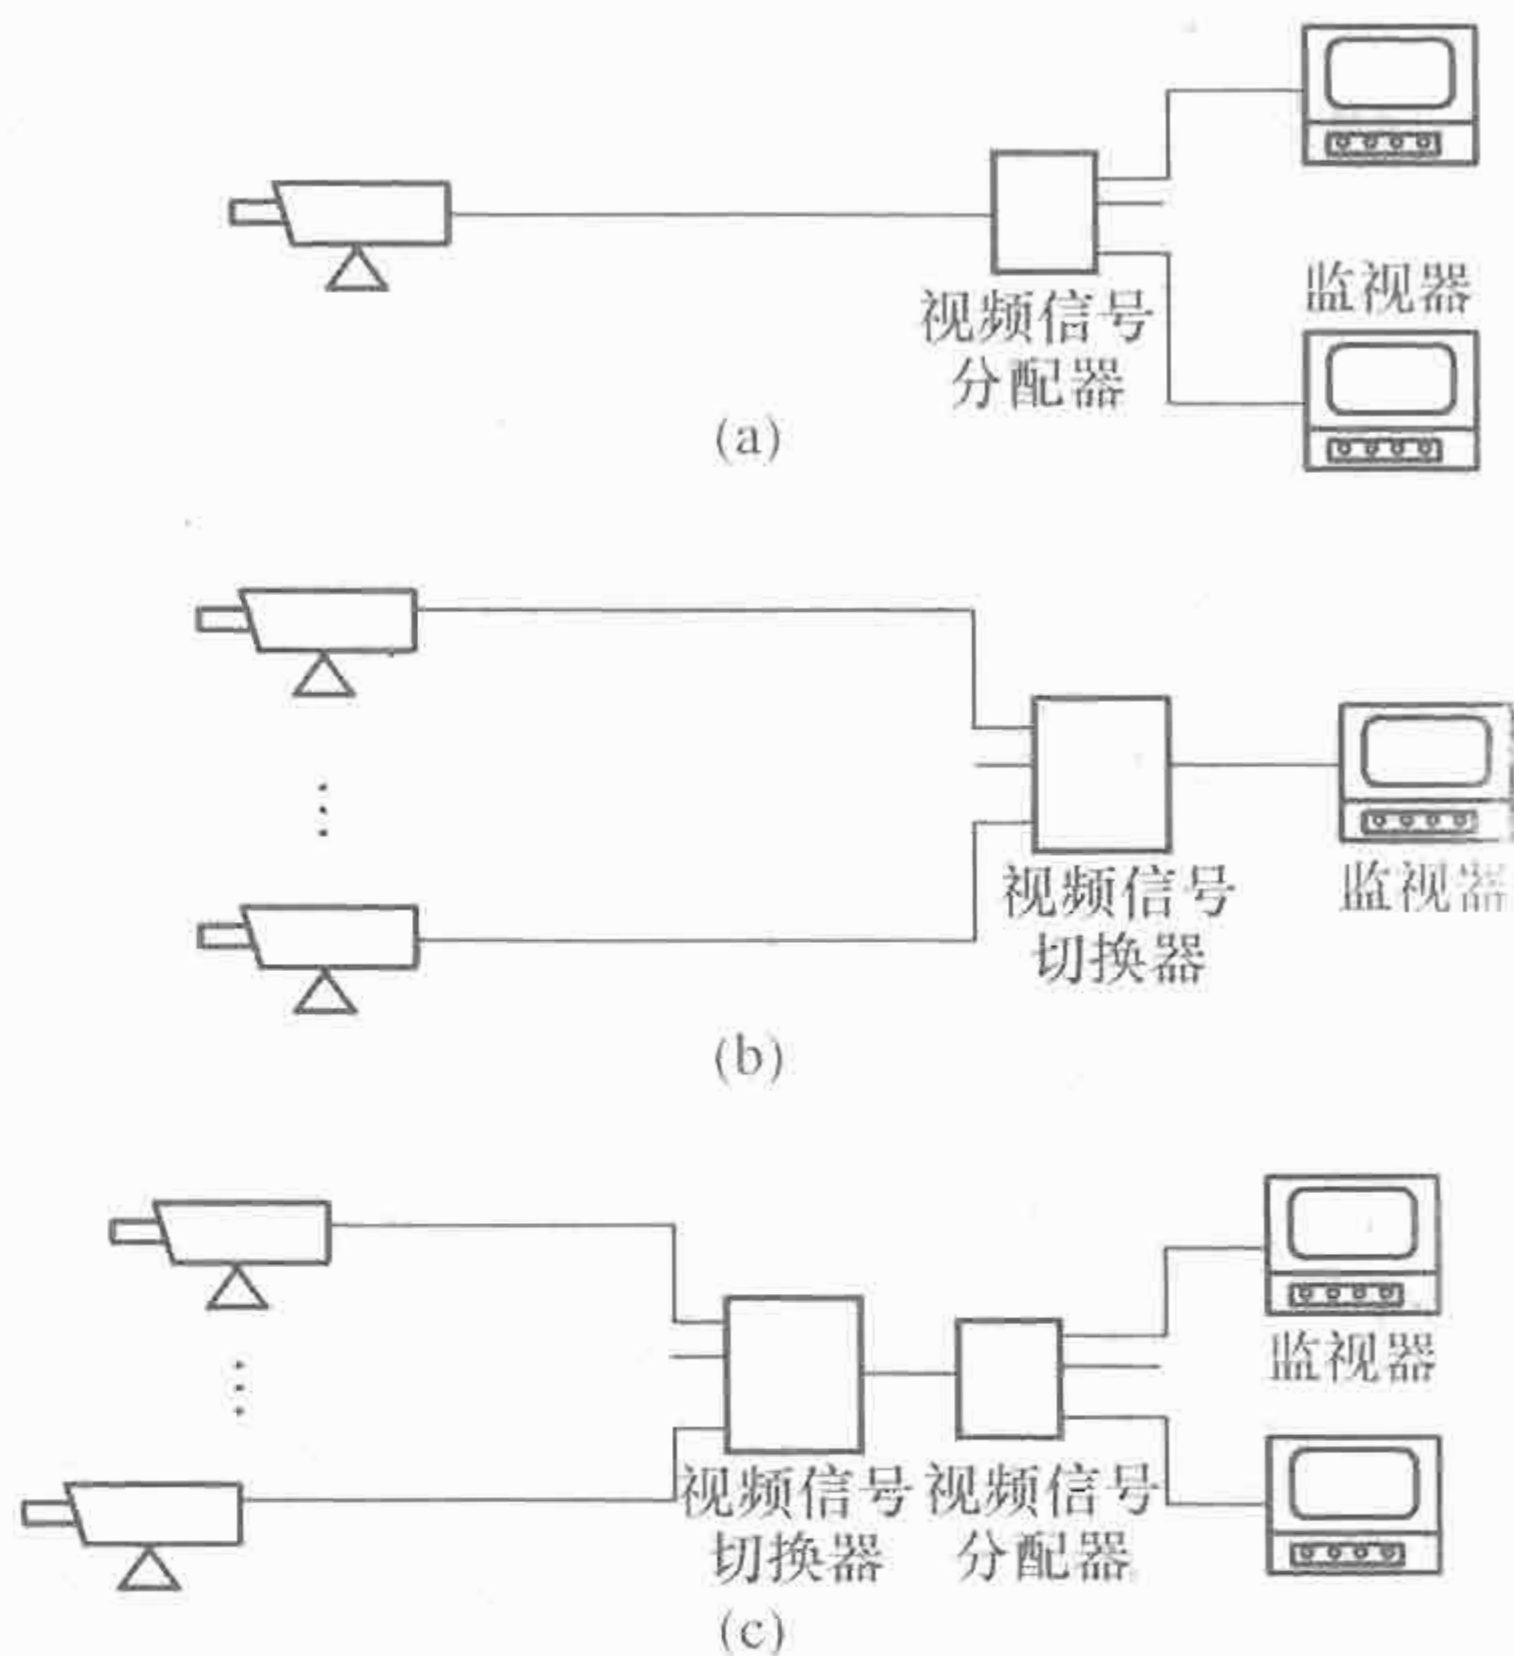 监视器
视频信号
分配器
(a)
视频信号
切换器
监视器
(b)
监视器
视频信号 视频信号
切换器 分配器
(c)